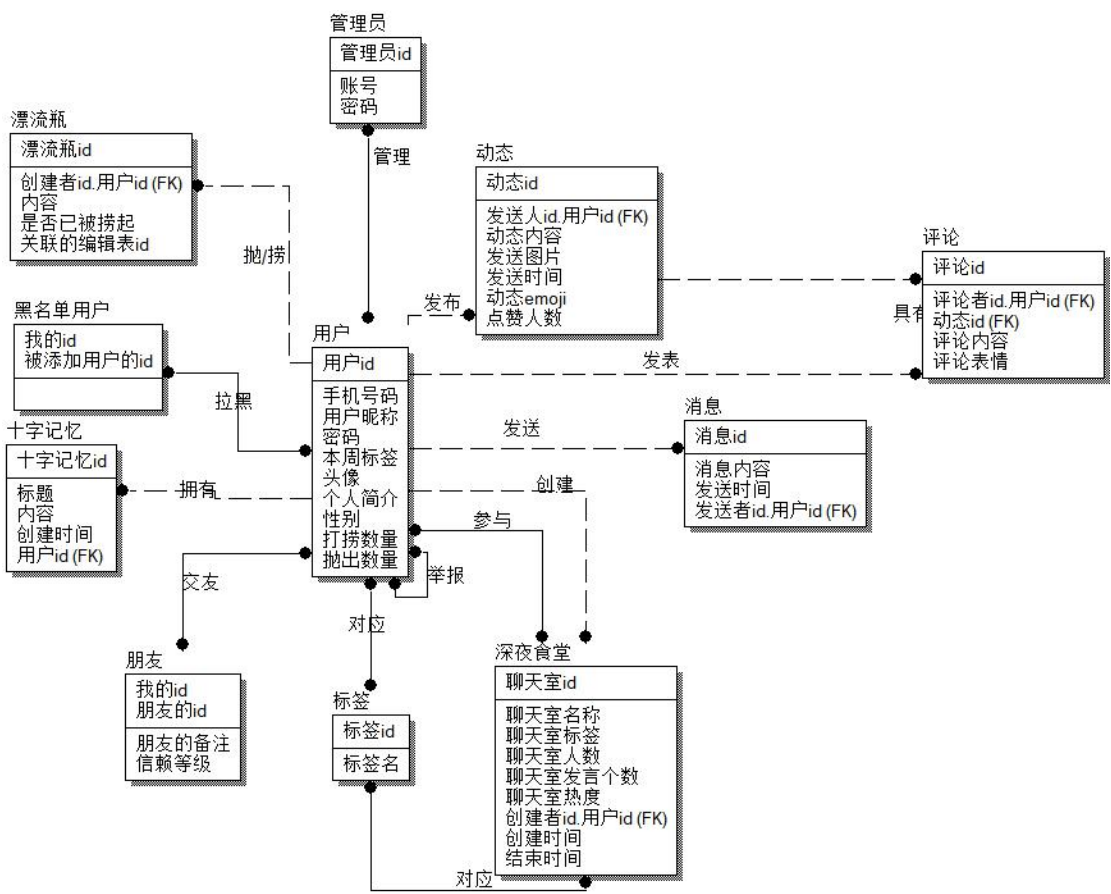 管理员
管理员id
账号
密码
管理
漂流瓶
漂流瓶id
创建者id.用户id (FK)
内容
是否已被捞起
关联的编辑表id
抛/捞
动态
动态id
发送人id.用户id (FK)
动态内容
发送图片
发送时间
动态emoji
点赞人数
发布
评论
评论id
评论者id.用户id (FK)
动态id (FK)
评论内容
评论表情
具有
发表
黑名单用户
我的id
被添加用户的id
拉黑
用户
用户id
手机号码
用户昵称
密码
本周标签
头像
个人简介
性别
打捞数量
抛出数量
消息
消息id
消息内容
发送时间
发送者id.用户id (FK)
发送
十字记忆
十字记忆id
标题
内容
创建时间
用户id (FK)
拥有
创建
参与
举报
交友
对应
朋友
我的id
朋友的id
朋友的备注
信赖等级
标签
标签id
标签名
深夜食堂
聊天室id
聊天室名称
聊天室标签
聊天室人数
聊天室发言个数
聊天室热度
创建者id.用户id (FK)
创建时间
结束时间
对应